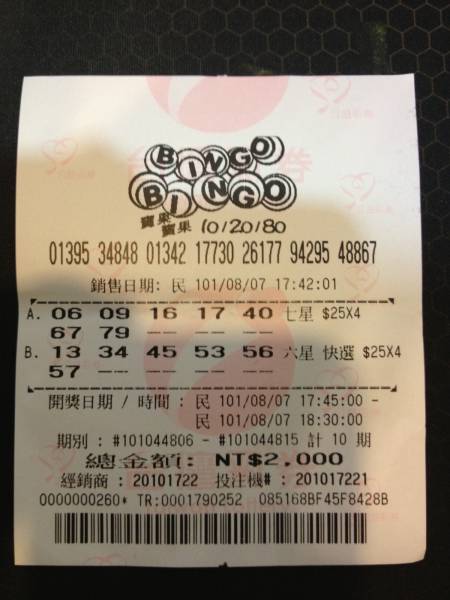 BINGO
BINGO
賓果
賓果 10/20/80
01395 34848 01342 17730 26177 94295 48867
銷售日期: 民 101/08/07 17:42:01
A. 06 09 16 17 40 七星 $25X4
67 79 -- -- --
B. 13 34 45 53 56 六星 快選 $25X4
57 -- -- -- --
開獎日期 / 時間 : 民 101/08/07 17:45:00 -
民 101/08/07 18:30:00
期別 : #101044806 - #101044815 計 10 期
總金額: NT$2,000
經銷商 : 20101722 投注機# : 201017221
0000000260* TR:0001790252 085168BF45F8428B